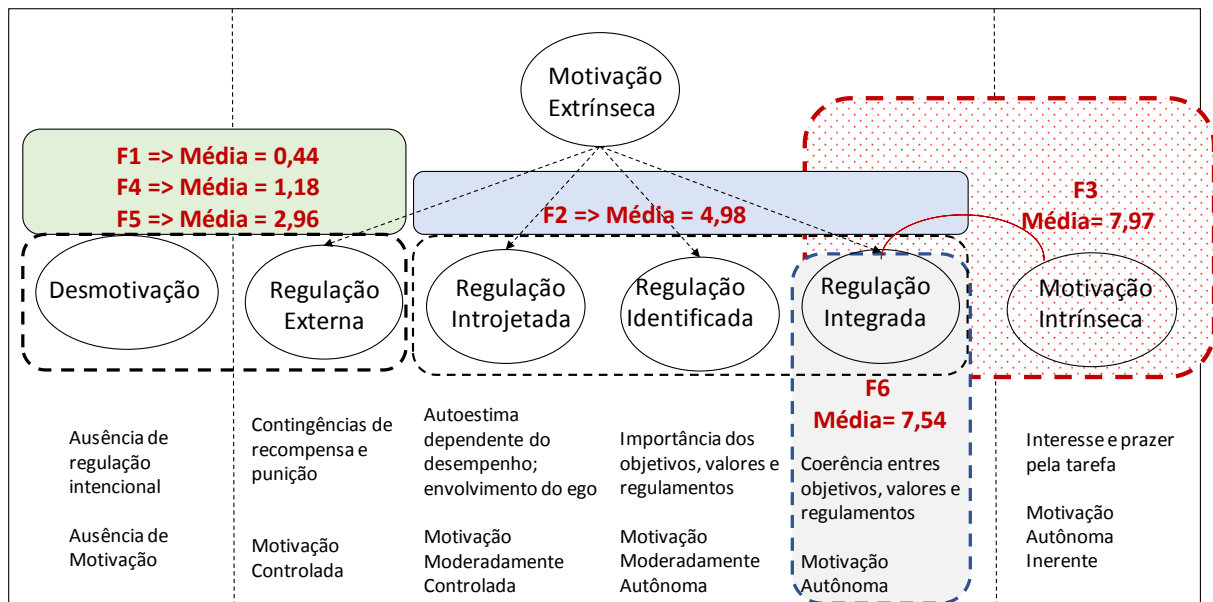 Motivação
Extrínseca
F1 => Média = 0,44
F4 => Média = 1,18
F5 => Média = 2,96
F2 => Média = 4,98
F3
Média= 7,97
Desmotivação
Regulação
Externa
Regulação
Introjetada
Regulação
Identificada
Regulação
Integrada
Motivação
Intrínseca
F6
Média= 7,54
Ausência de
regulação
intencional
Ausência de
Motivação
Contingências de
recompensa e
punição
Motivação
Controlada
Autoestima
dependente do
desempenho;
envolvimento do ego
Motivação
Moderadamente
Controlada
Importância dos
objetivos, valores e
regulamentos
Motivação
Moderadamente
Autônoma
Coerência entres
objetivos, valores e
regulamentos
Motivação
Autônoma
Interesse e prazer
pela tarefa
Motivação
Autônoma
Inerente